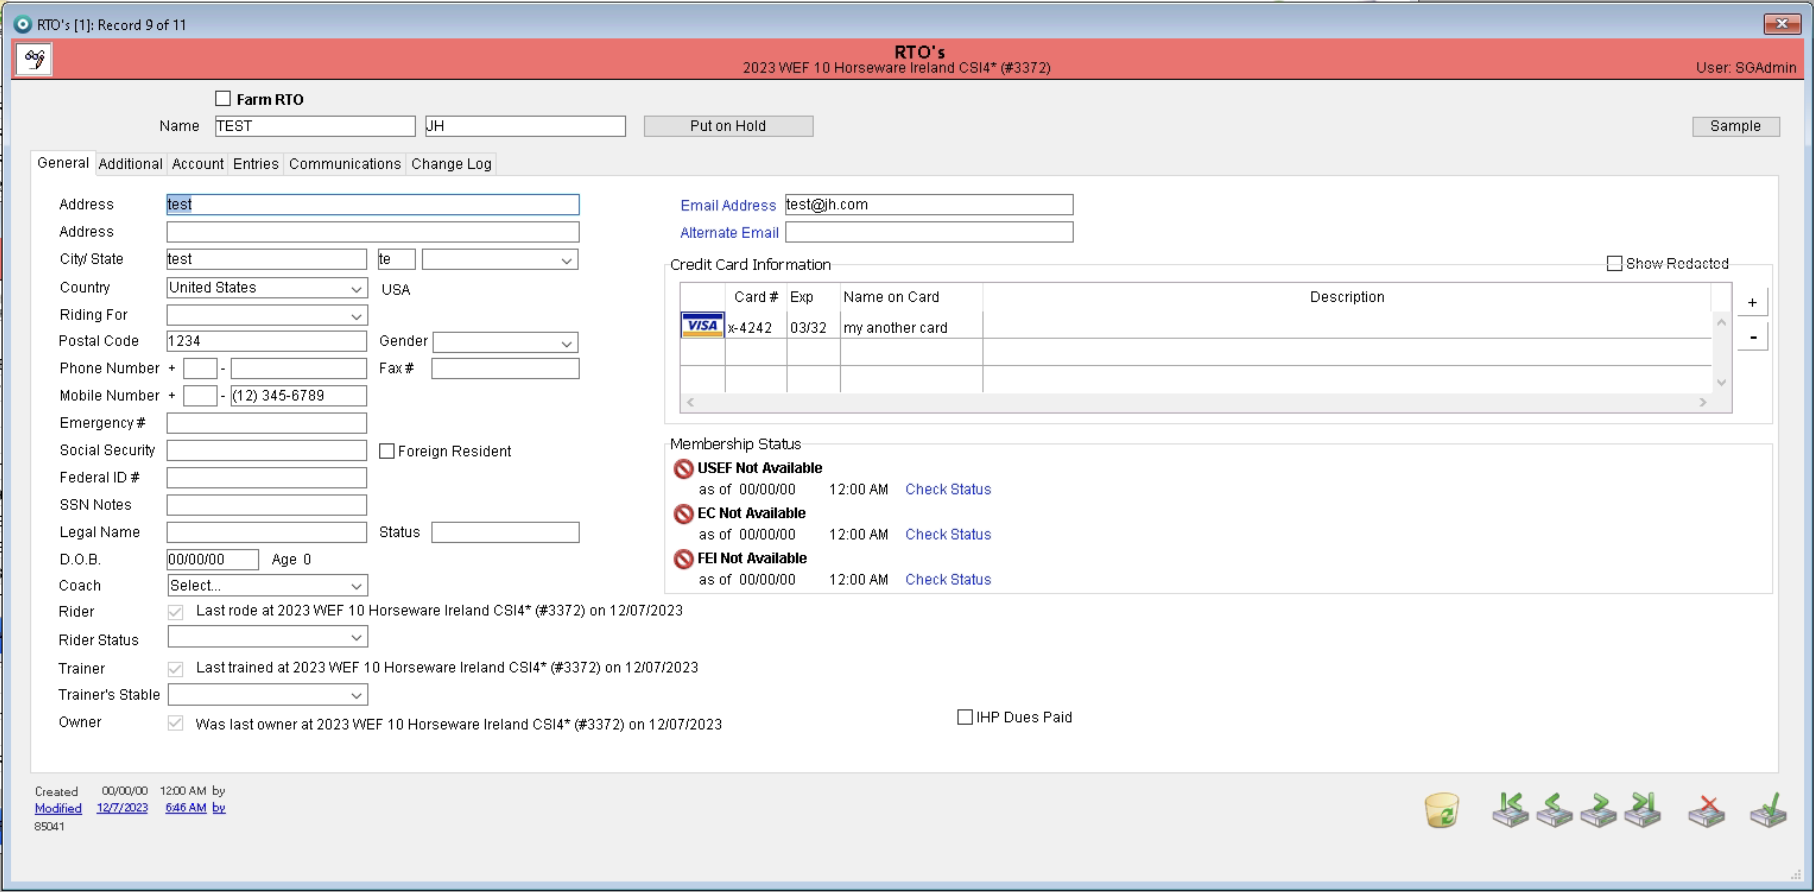 RTO's [1]: Record 9 of 11
RTO's
2023 WEF 10 Horseware Ireland CSI4* (#3372)
User: SGAdmin
Farm RTO
Name TEST JH Put on Hold Sample
General Additional Account Entries Communications Change Log
Address test
Address
City/ State test te
Country United States USA
Riding For
Postal Code 1234 Gender
Phone Number + - Fax #
Mobile Number + - (12) 345-6789
Emergency #
Social Security Foreign Resident
Federal ID #
SSN Notes
Legal Name Status
D.O.B. 00/00/00 Age 0
Coach Select...
Rider Last rode at 2023 WEF 10 Horseware Ireland CSI4* (#3372) on 12/07/2023
Rider Status
Trainer Last trained at 2023 WEF 10 Horseware Ireland CSI4* (#3372) on 12/07/2023
Trainer's Stable
Owner Was last owner at 2023 WEF 10 Horseware Ireland CSI4* (#3372) on 12/07/2023
Email Address test@jh.com
Alternate Email
Credit Card Information Show Redacted
Card # Exp Name on Card Description
VISA x-4242 03/32 my another card
+
-
Membership Status
USEF Not Available
as of 00/00/00 12:00 AM Check Status
EC Not Available
as of 00/00/00 12:00 AM Check Status
FEI Not Available
as of 00/00/00 12:00 AM Check Status
IHP Dues Paid
Created 00/00/00 12:00 AM by
Modified 12/7/2023 6:46 AM by
85041